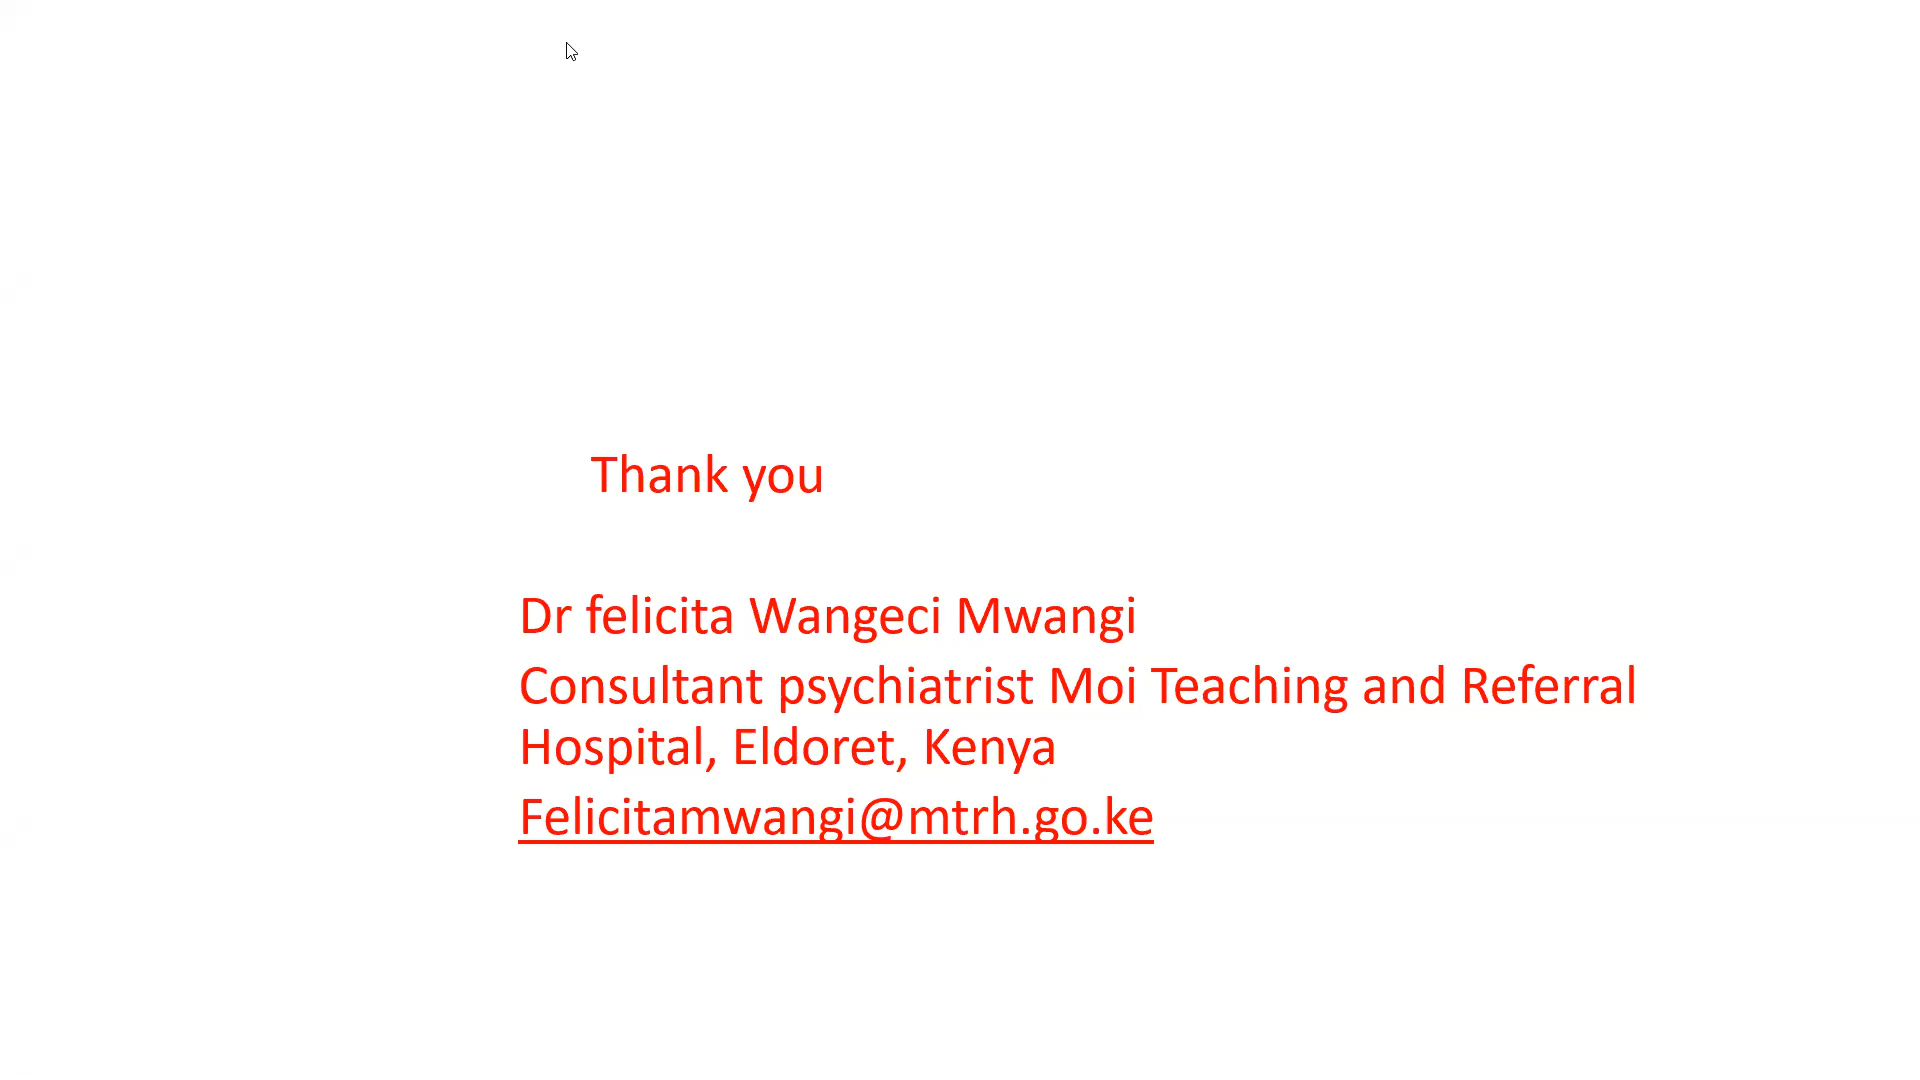 Thank you
Dr felicita Wangeci Mwangi
Consultant psychiatrist Moi Teaching and Referral
Hospital, Eldoret, Kenya
Felicitamwangi@mtrh.go.ke